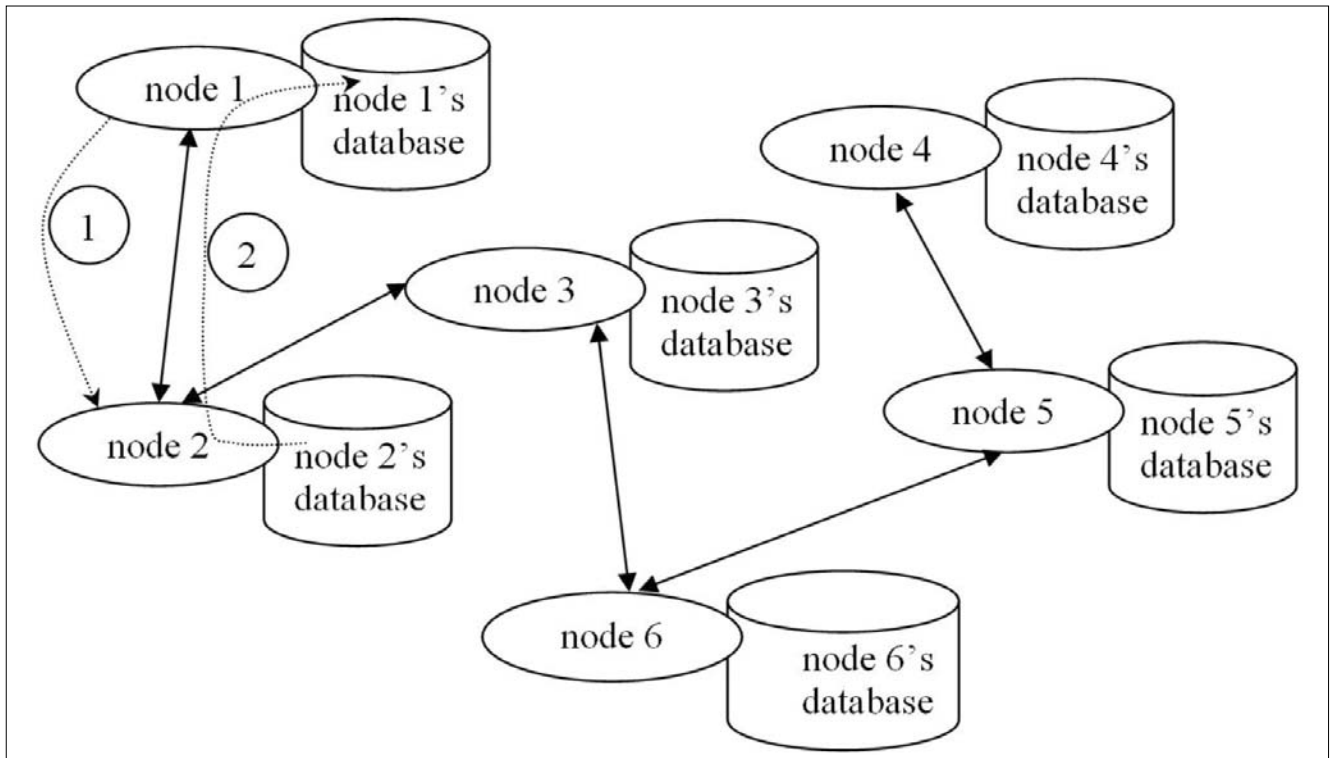 node 1
node 1's
database
node 4
node 4's
database
1
2
node 3
node 3's
database
node 2
node 2's
database
node 5
node 5's
database
node 6
node 6's
database